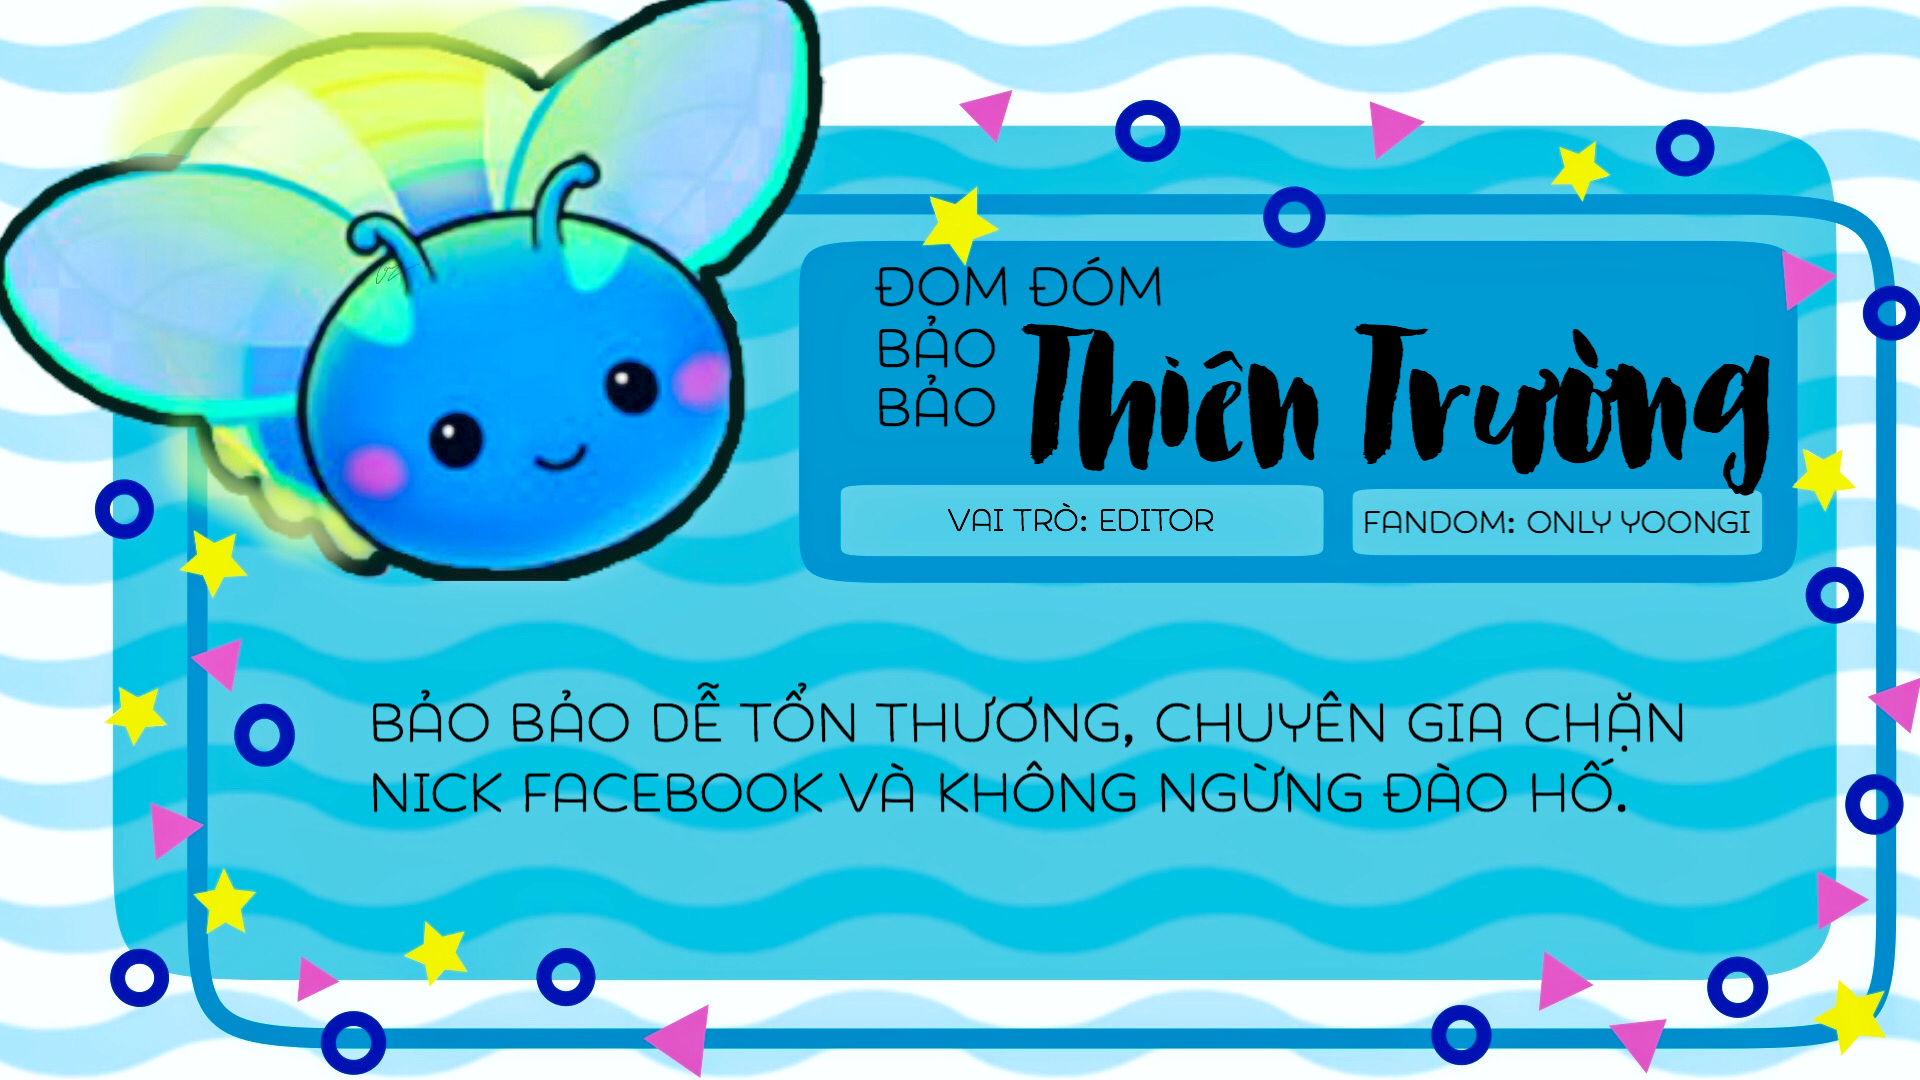 ĐOM ĐÓM
BẢO
BẢO
Thiên Trường
VAI TRÒ: EDITOR
FANDOM: ONLY YOONGI
BẢO BẢO DỄ TỔN THƯƠNG, CHUYÊN GIA CHẶN
NICK FACEBOOK VÀ KHÔNG NGỪNG ĐÀO HỐ.